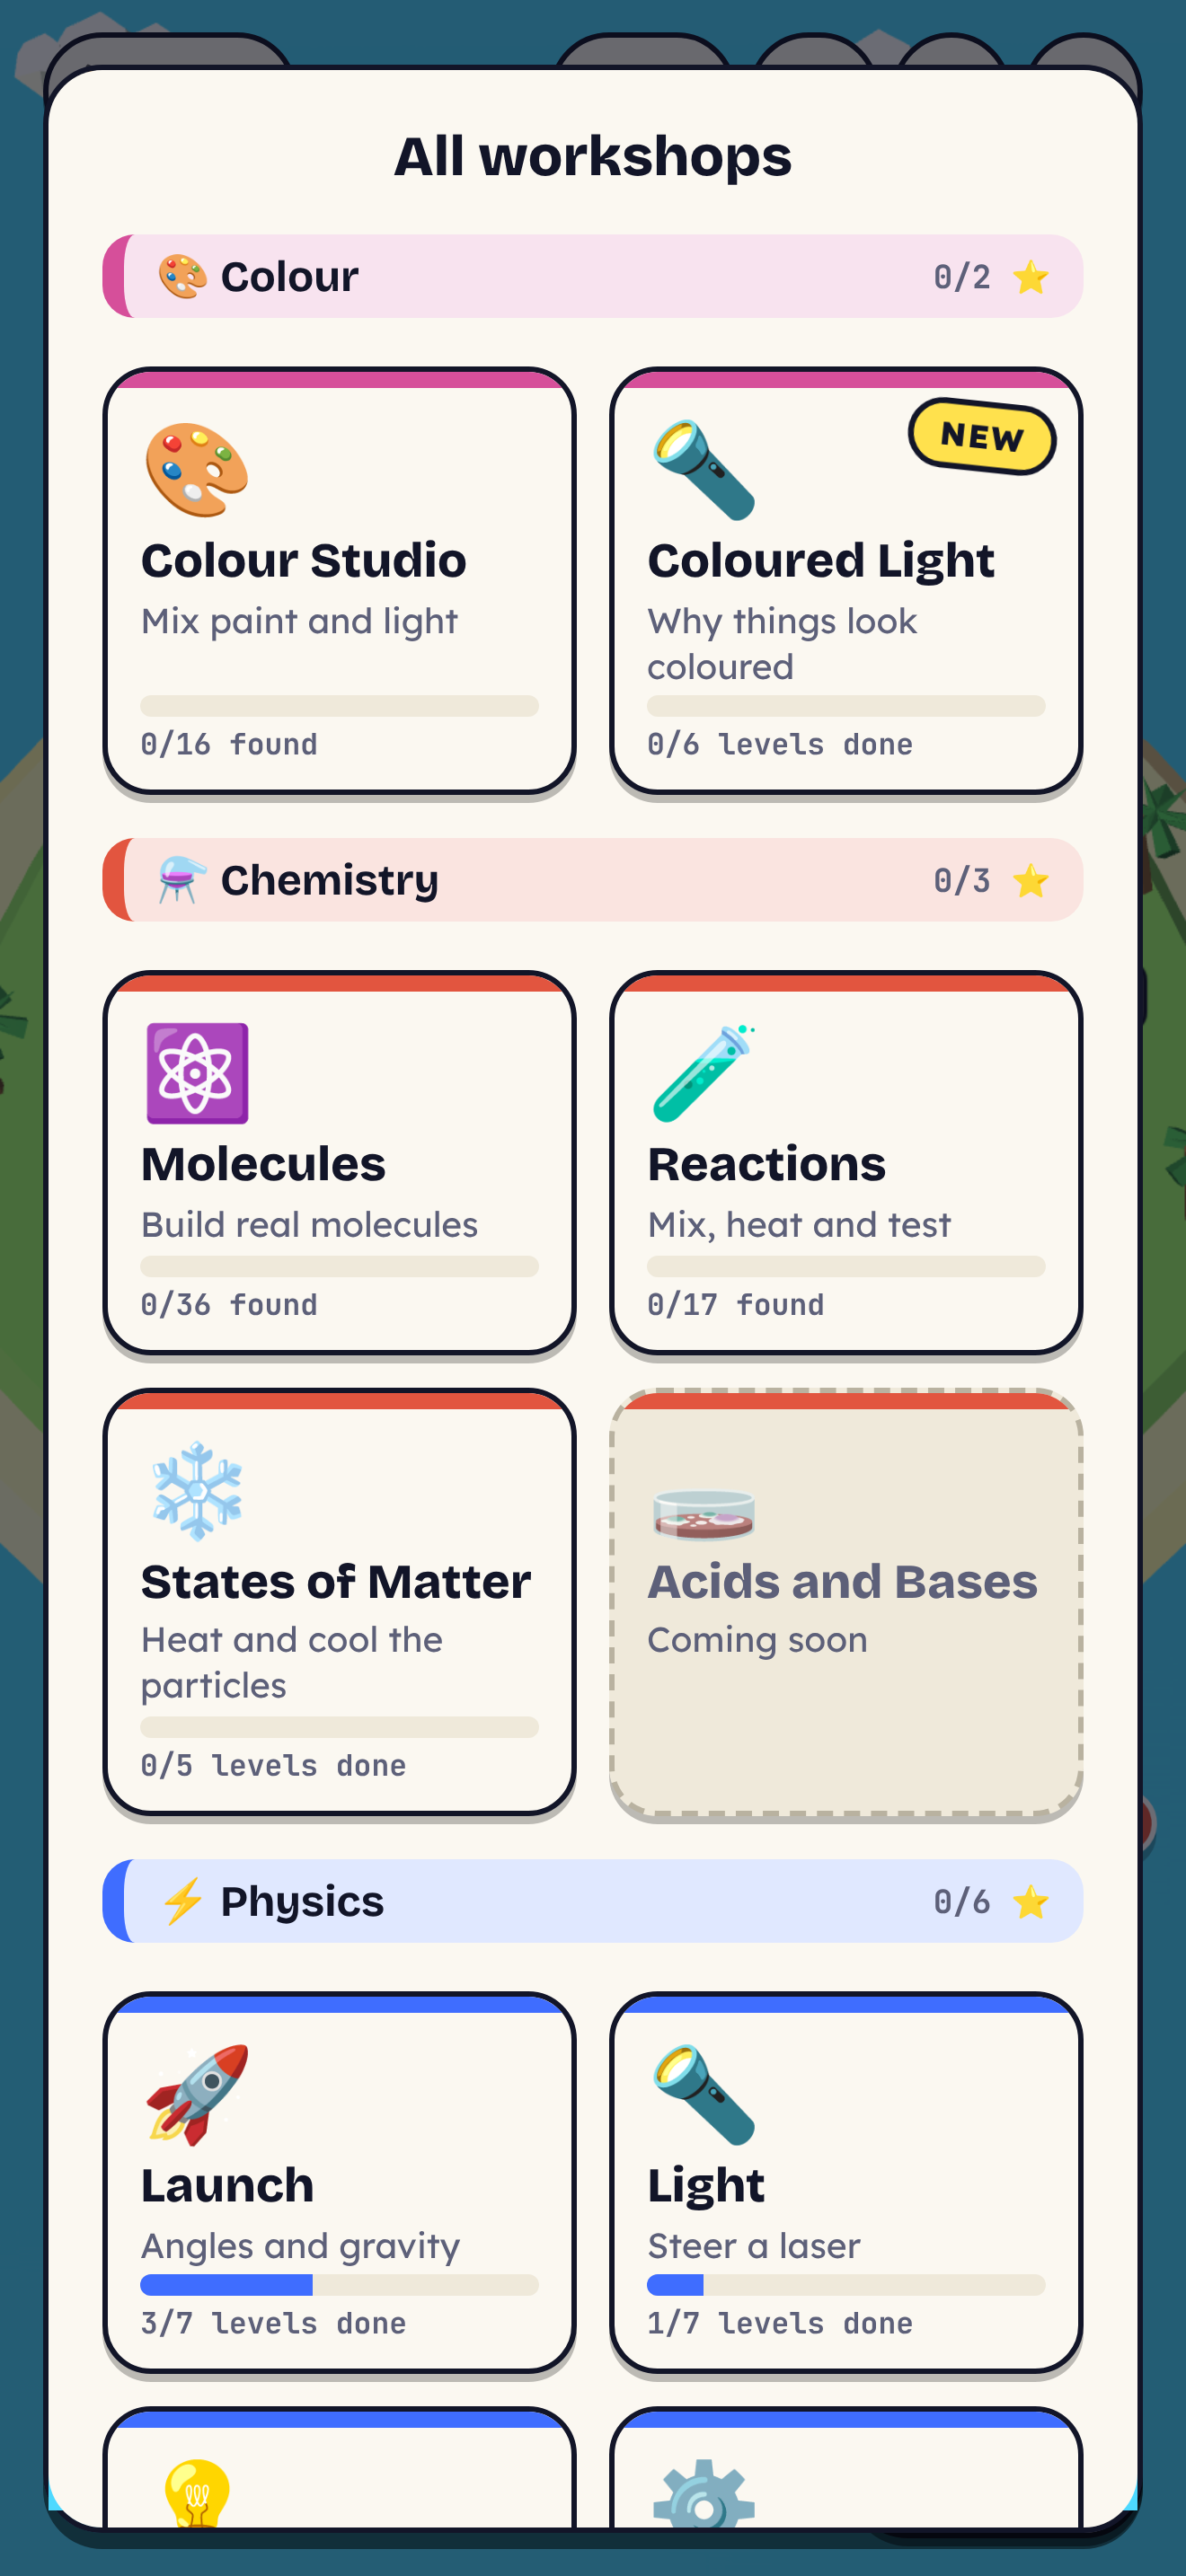 All workshops
Colour 0/2
Colour Studio
Mix paint and light
0/16 found
NEW
Coloured Light
Why things look
coloured
0/6 levels done
Chemistry 0/3
Molecules
Build real molecules
0/36 found
Reactions
Mix, heat and test
0/17 found
States of Matter
Heat and cool the
particles
0/5 levels done
Acids and Bases
Coming soon
Physics 0/6
Launch
Angles and gravity
3/7 levels done
Light
Steer a laser
1/7 levels done